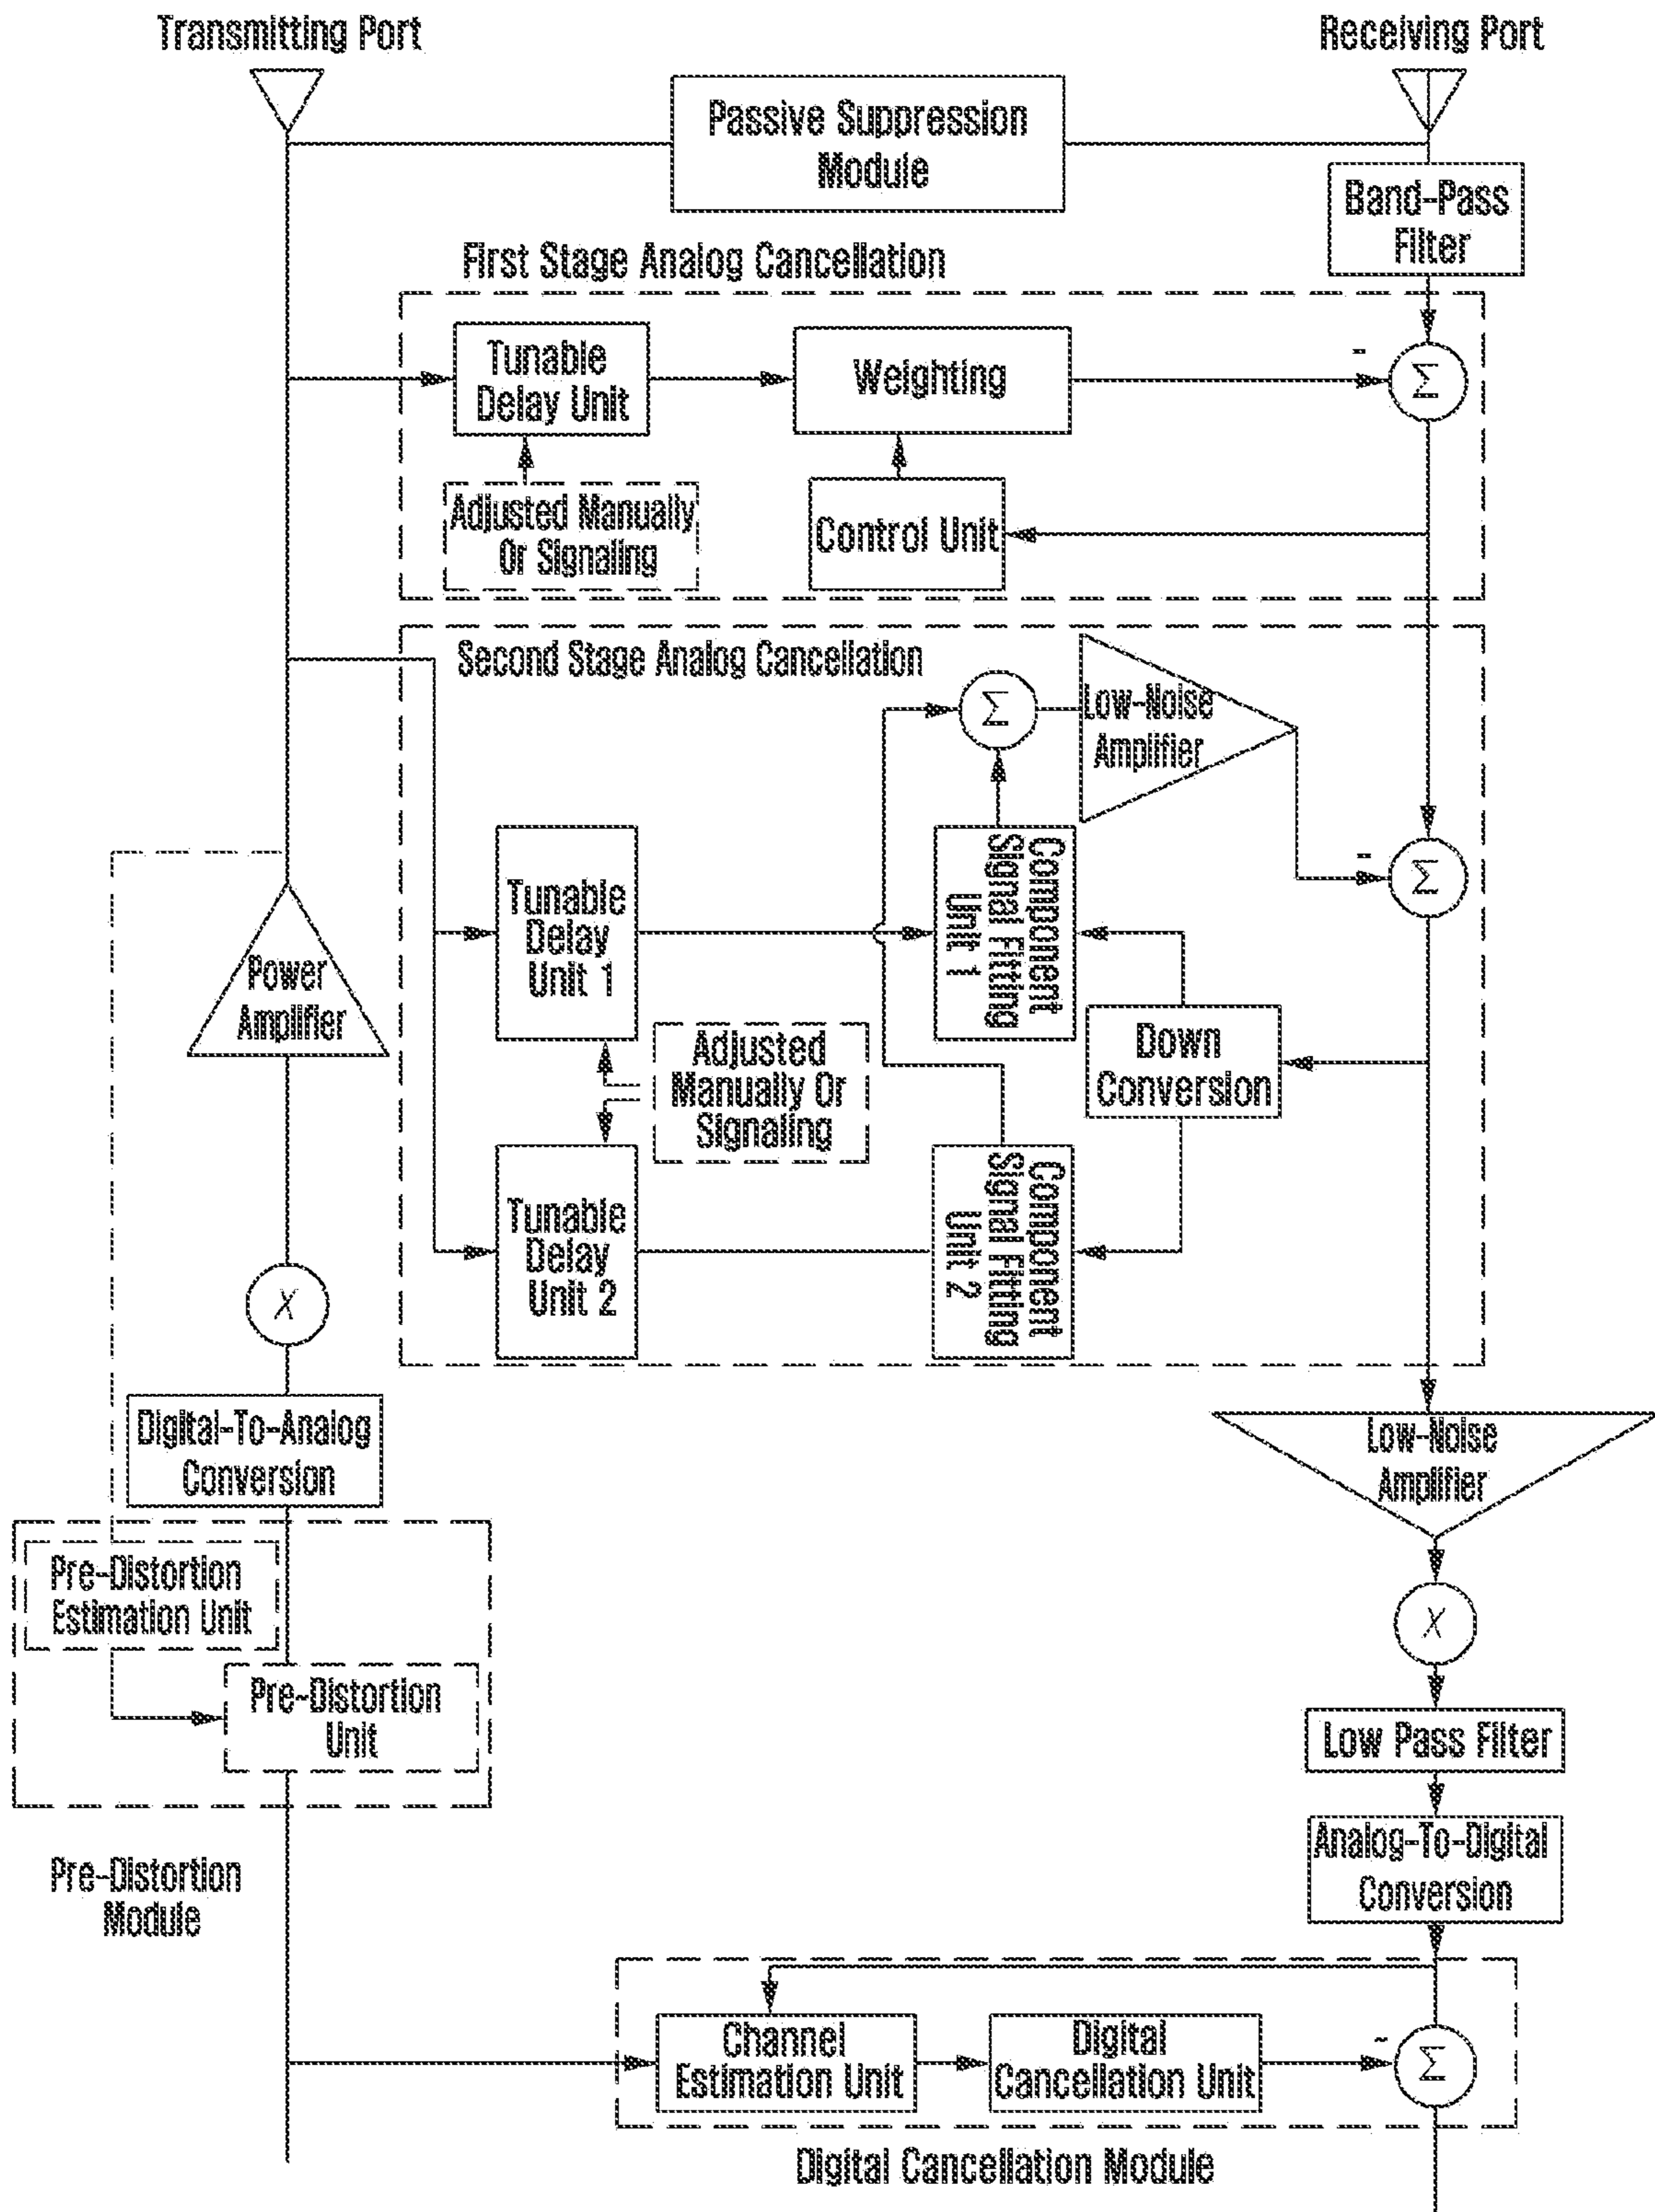 Transmitting Port
Receiving Port
Passive Suppression
Module
Band-Pass
Filter
First Stage Analog Cancellation
Tunable
Delay Unit
Weighting
-
Σ
Adjusted Manually
Or Signaling
Control Unit
Second Stage Analog Cancellation
Σ
Low-Noise
Amplifier
-
Σ
Tunable
Delay
Unit 1
Component
Signal Fitting
Unit 1
Power
Amplifier
Adjusted
Manually Or
Signaling
Down
Conversion
Tunable
Delay
Unit 2
Component
Signal Fitting
Unit 2
X
Digital-To-Analog
Conversion
Low-Noise
Amplifier
Pre-Distortion
Estimation Unit
X
Pre-Distortion
Unit
Low Pass Filter
Analog-To-Digital
Conversion
Pre-Distortion
Module
Channel
Estimation Unit
Digital
Cancellation Unit
-
Σ
Digital Cancellation Module